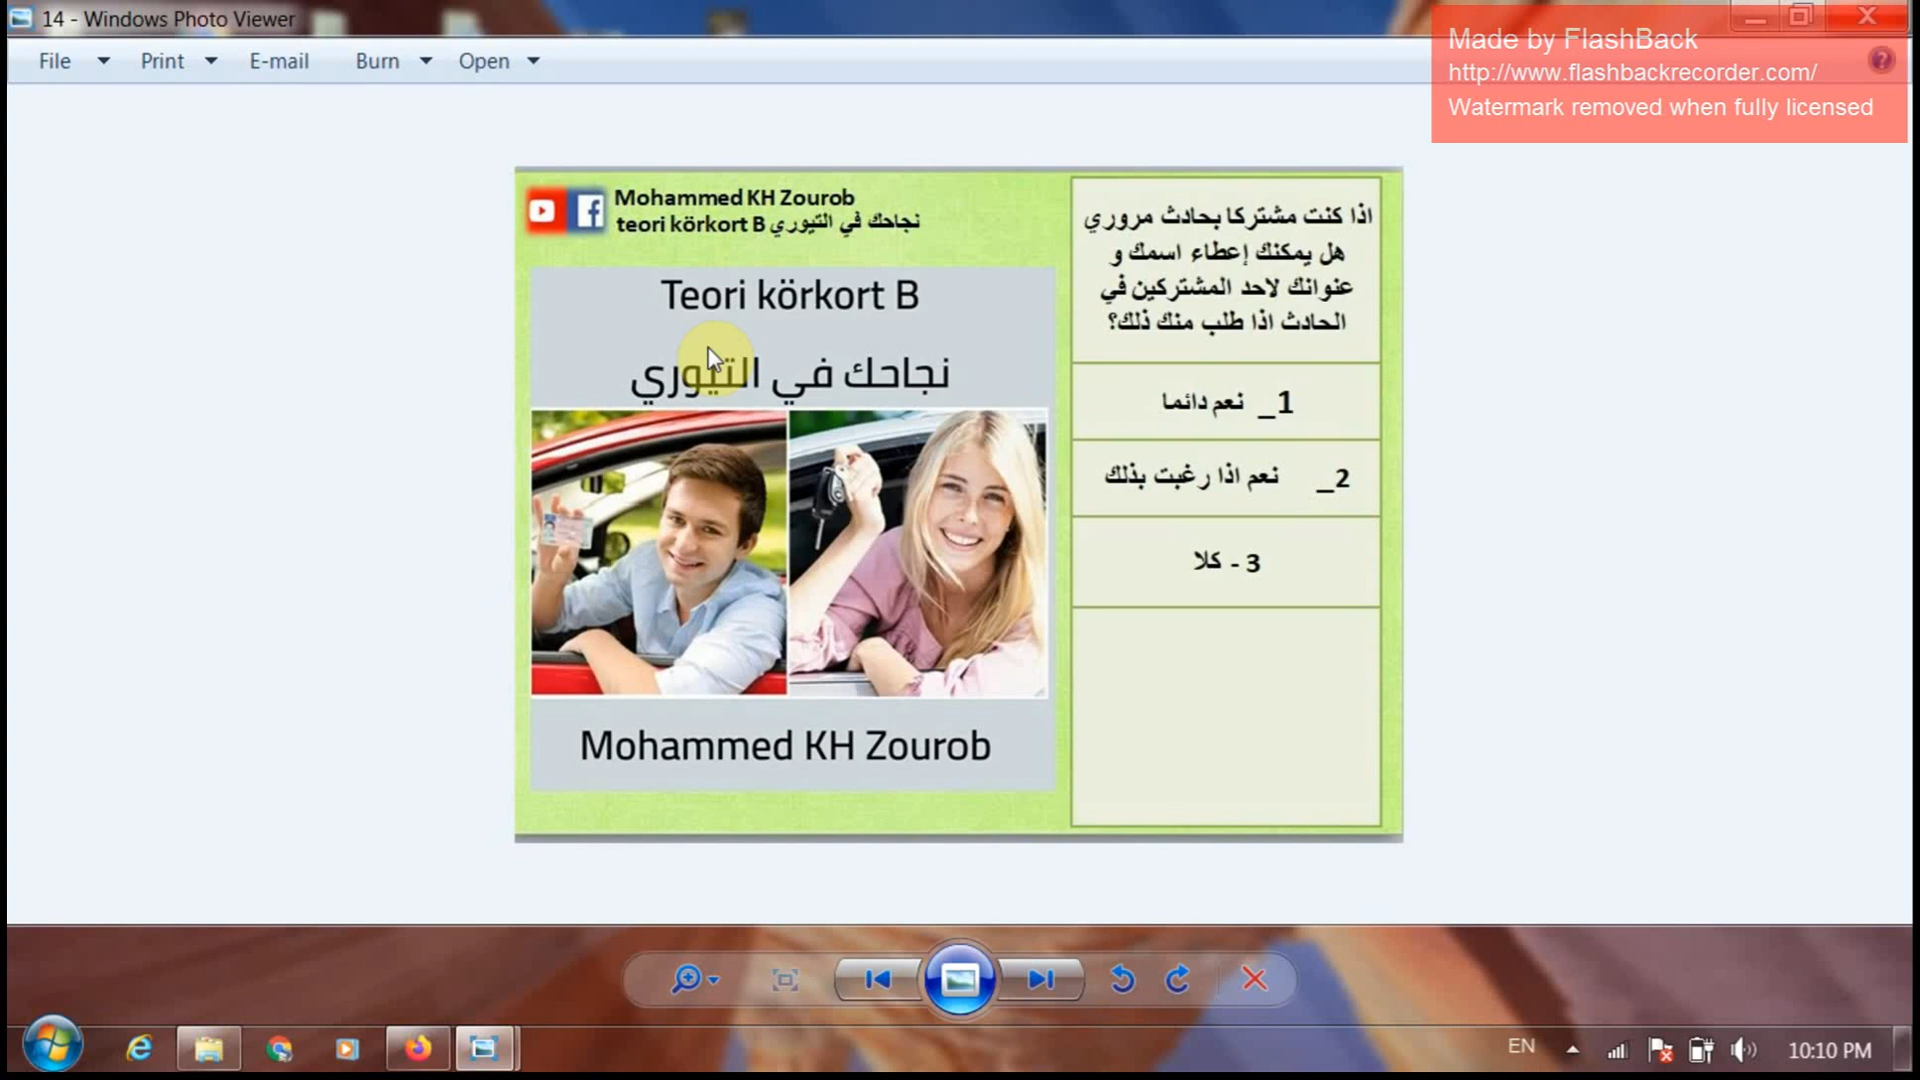 14 - Windows Photo Viewer
File
Print
E-mail
Burn
Open
Made by FlashBack
http://www.flashbackrecorder.com/
Watermark removed when fully licensed
Mohammed KH Zourob
teori körkort B نجاحك في التيوري
Teori körkort B
نجاحك في التيوري
Mohammed KH Zourob
اذا كنت مشتركا بحادث مروري
هل يمكنك إعطاء اسمك و
عنوانك لاحد المشتركين في
الحادث اذا طلب منك ذلك؟
1_ نعم دائما
2_ نعم اذا رغبت بذلك
3 - كلا
EN
10:10 PM